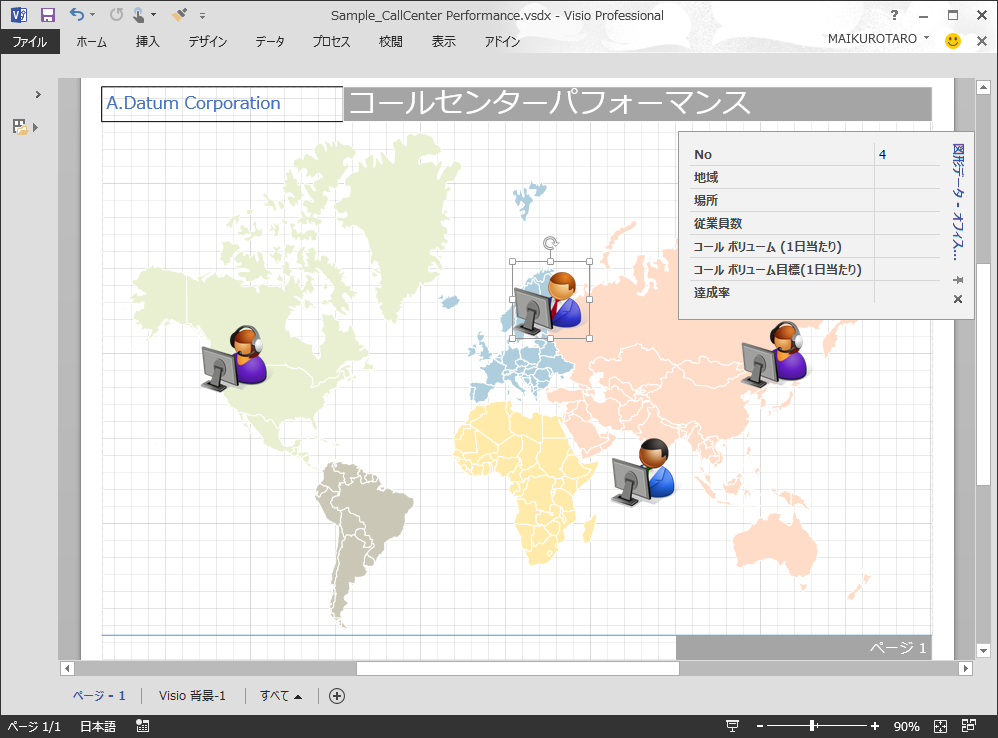 Sample_CallCenter Performance.vsdx - Visio Professional
ファイル ホーム 挿入 デザイン データ プロセス 校閲 表示 アドイン MAIKUROTARO
A.Datum Corporation コールセンターパフォーマンス
No 4
地域
場所
従業員数
コール ボリューム (1日当たり)
コール ボリューム目標(1日当たり)
達成率
図形データ - オフィス...
ページ 1
ページ - 1 Visio 背景-1 すべて
ページ 1/1 日本語 90%